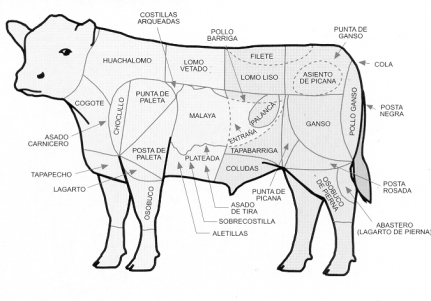 COSTILLAS
ARQUEADAS
POLLO
BARRIGA
PUNTA DE
GANSO
FILETE
COLA
HUACHALOMO
LOMO
VETADO
LOMO LISO
ASIENTO
DE PICANA
COGOTE
CHOCLILLO
PUNTA DE
PALETA
MALAYA
PALANCA
ENTRAÑA
GANSO
POLLO GANSO
POSTA
NEGRA
ASADO
CARNICERO
POSTA DE
PALETA
PLATEADA
TAPABARRIGA
COLUDAS
TAPAPECHO
LAGARTO
OSOBUCO
PUNTA DE
PICANA
OSOBUCO
DE PIERNA
POSTA
ROSADA
ASADO
DE TIRA
SOBRECOSTILLA
ALETILLAS
ABASTERO
(LAGARTO DE PIERNA)